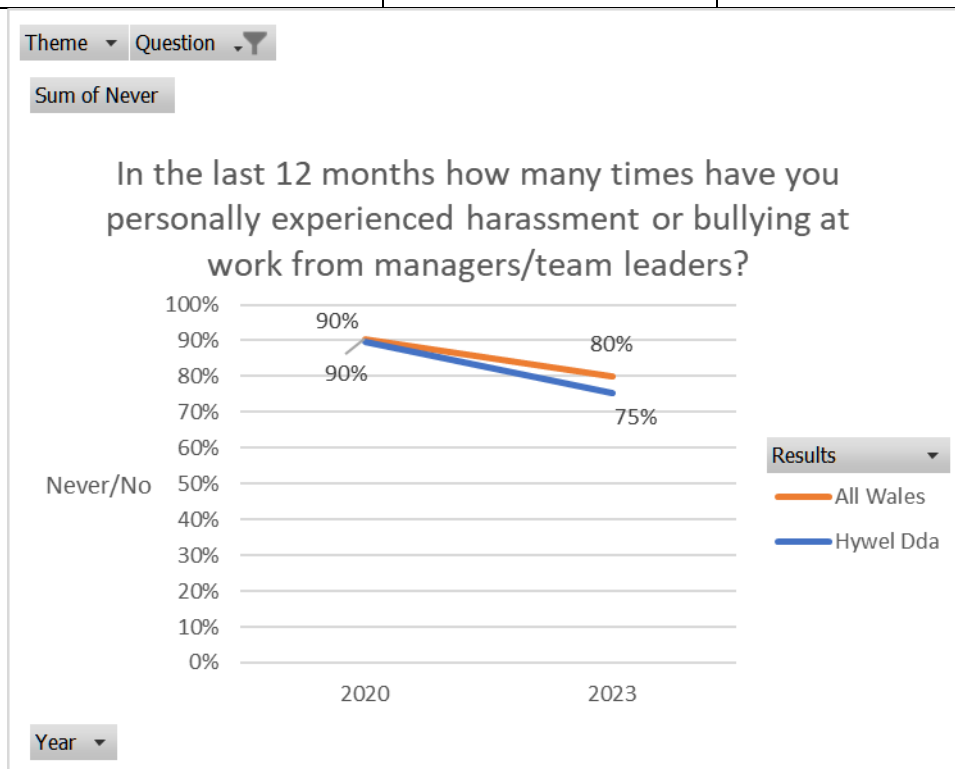 Theme Question
Sum of Never
In the last 12 months how many times have you
personally experienced harassment or bullying at
work from managers/team leaders?
100%
90%
80%
70%
60%
50%
40%
30%
20%
10%
0%
Never/No
90%
90%
80%
75%
2020 2023
Results
All Wales
Hywel Dda
Year